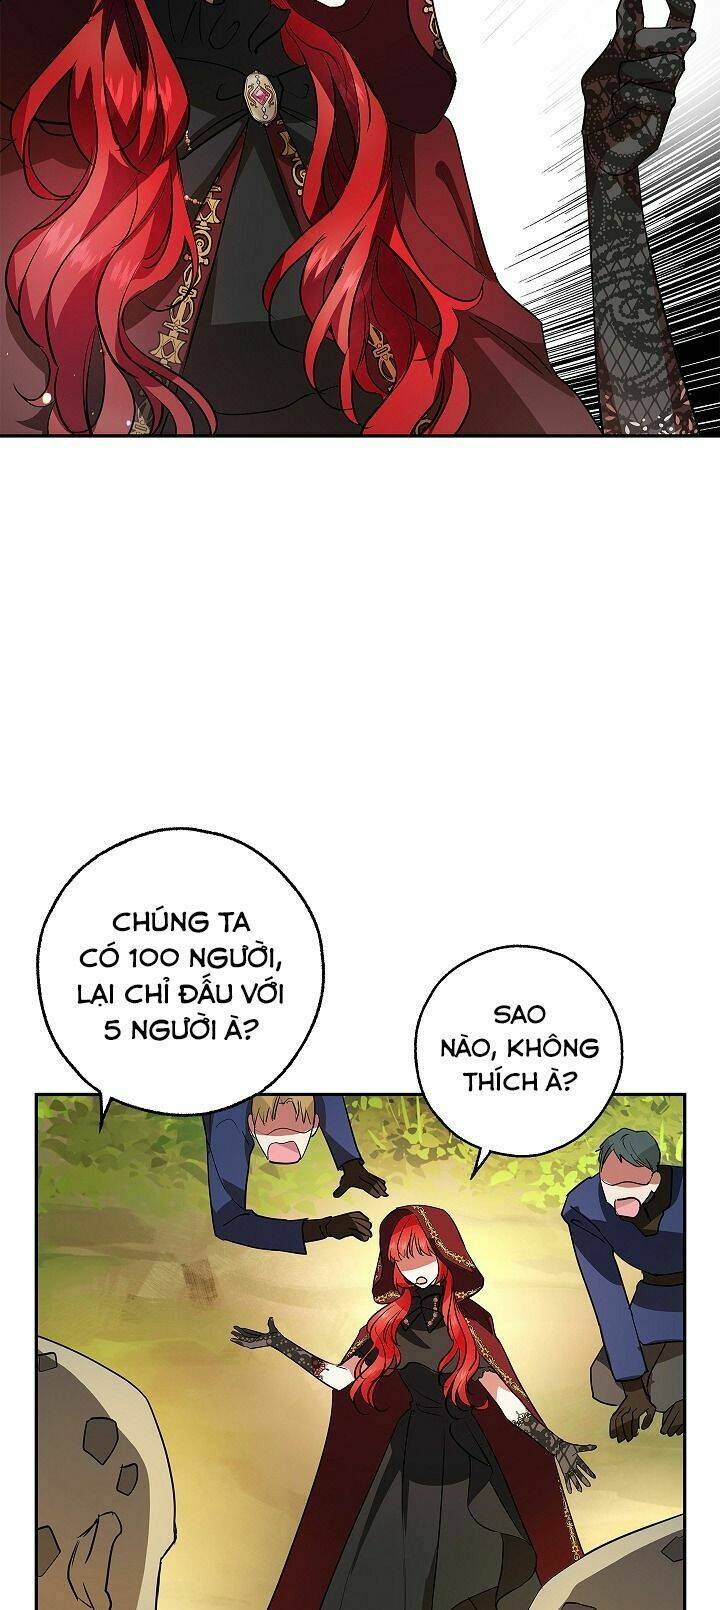 CHÚNG TA
CÓ 100 NGƯỜI,
LẠI CHỈ ĐẤU VỚI
5 NGƯỜI À?
SAO
NÀO, KHÔNG
THÍCH À?